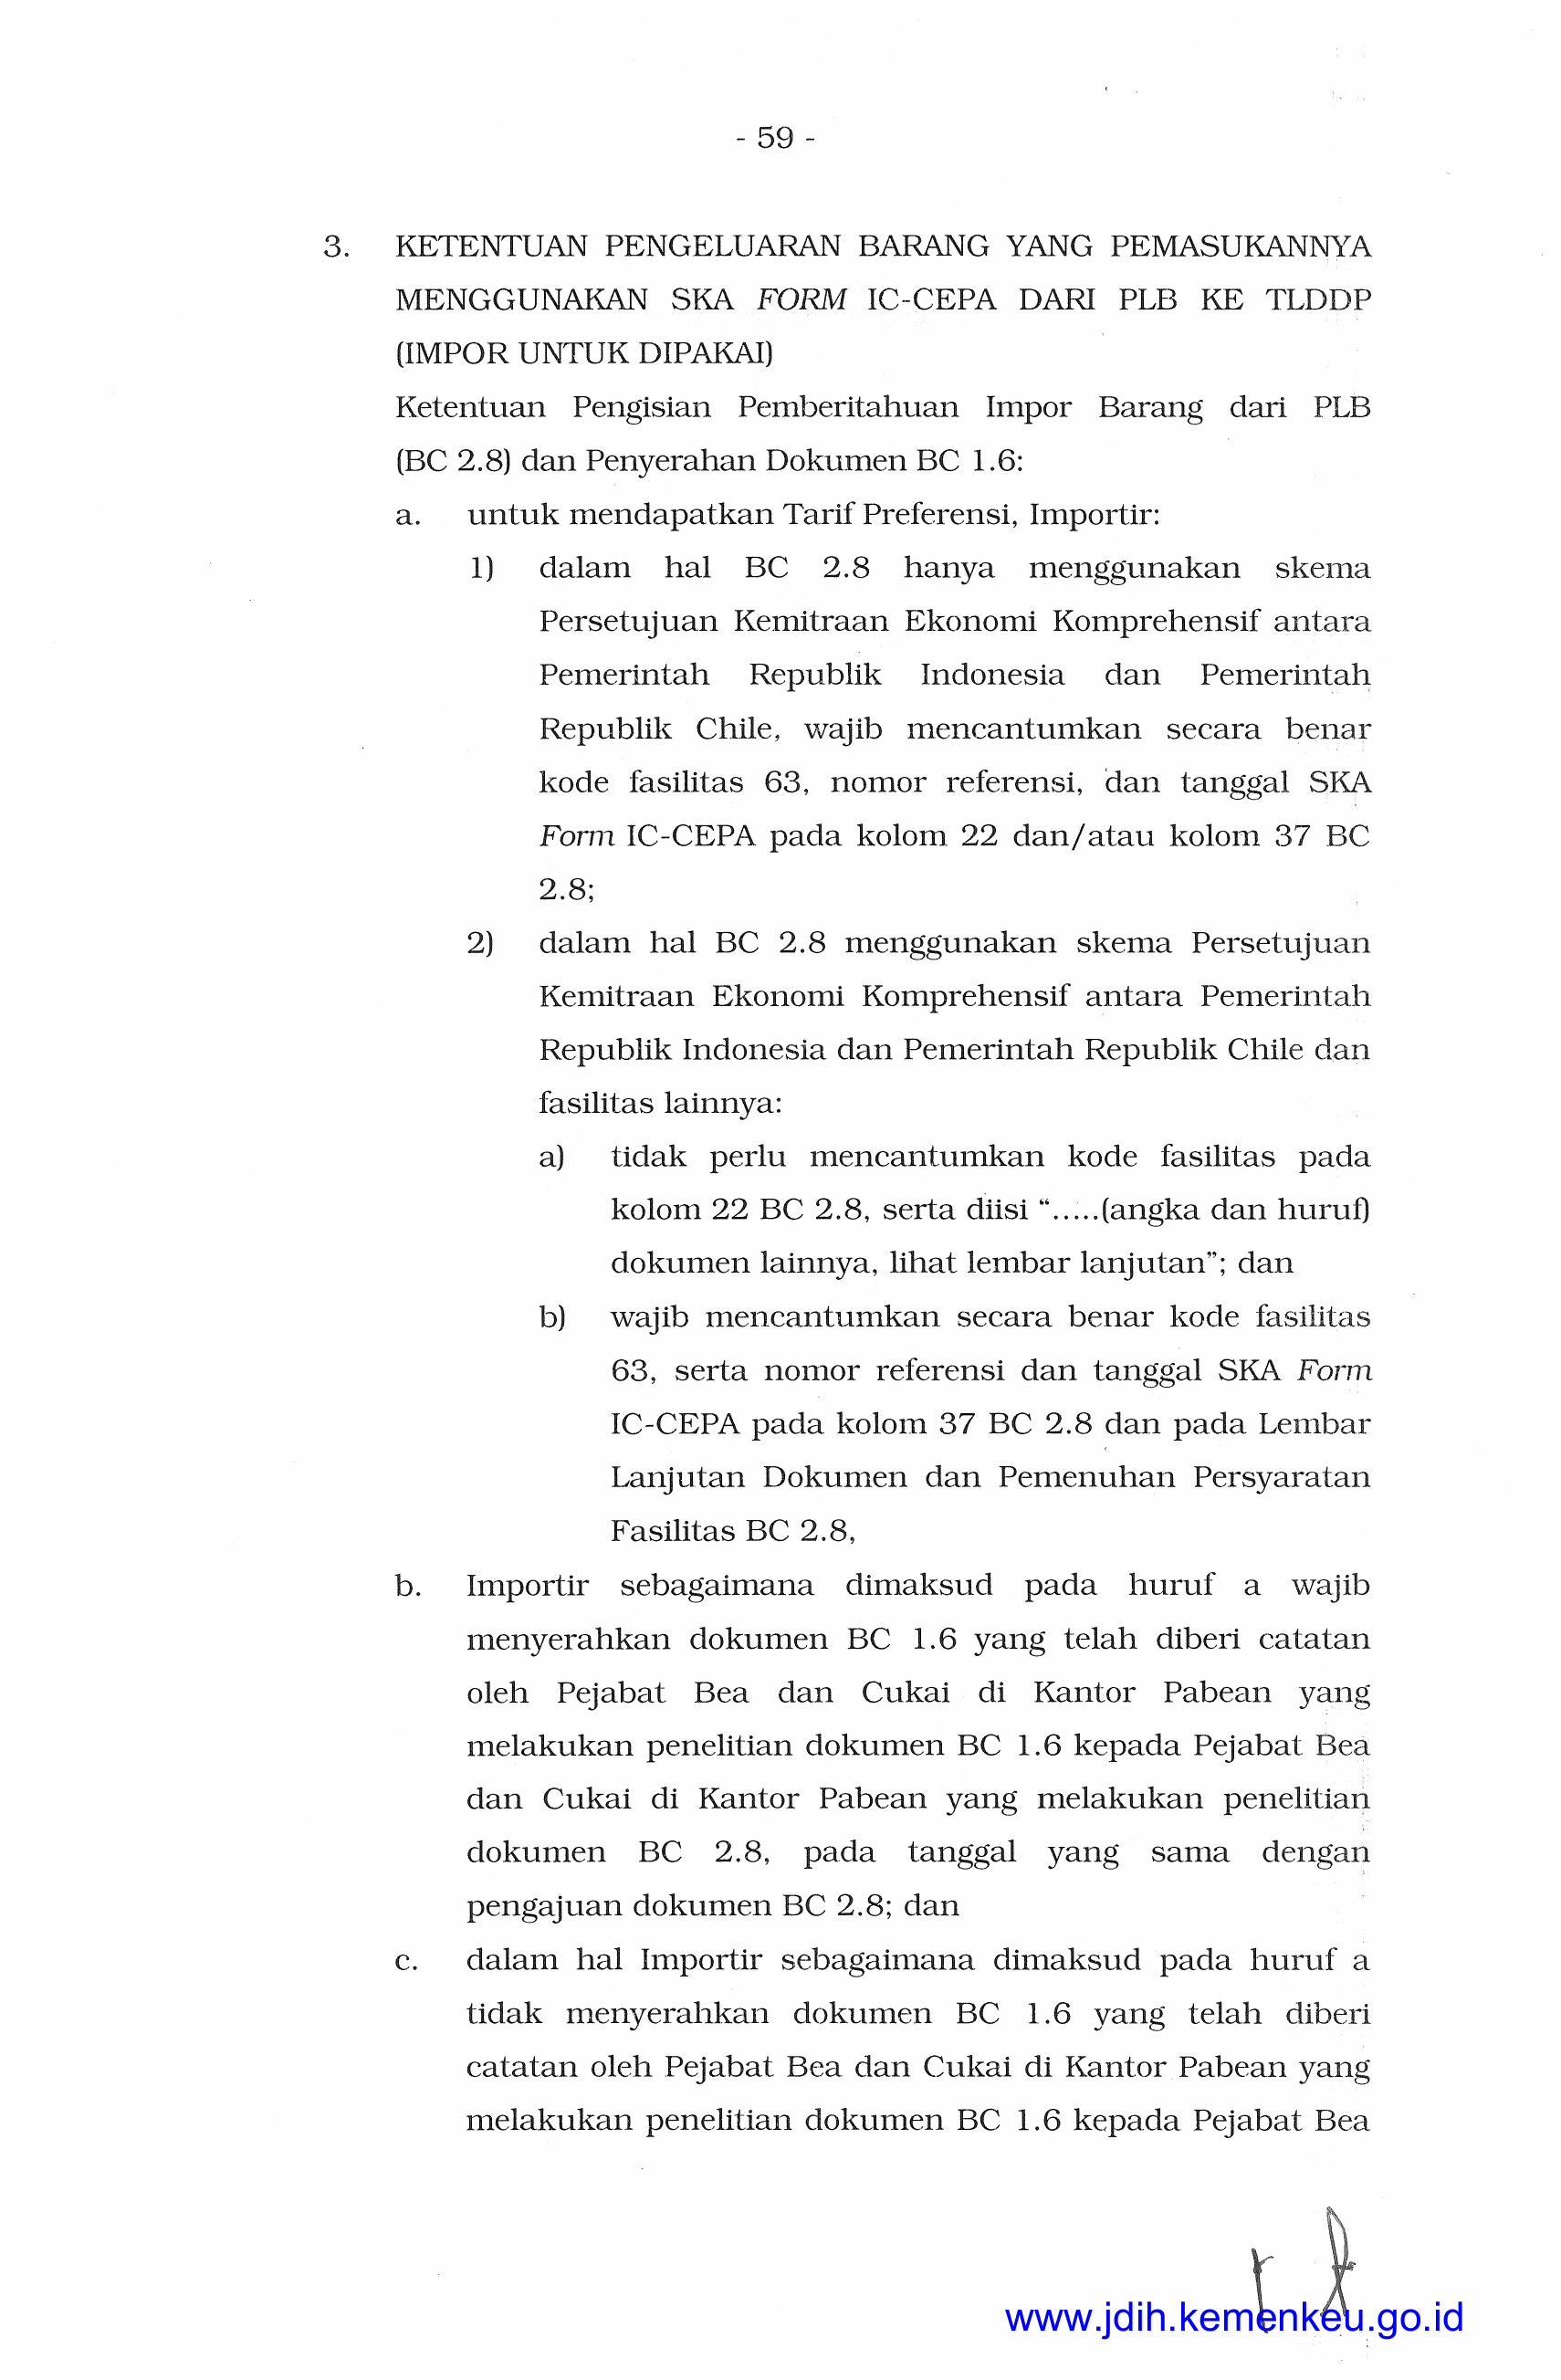 - 59 -
3. KETENTUAN PENGELUARAN BARANG YANG PEMASUKANNYA
MENGGUNAKAN SKA FORM IC-CEPA DARI PLB KE TLDDP
(IMPOR UNTUK DIPAKAI)
Ketentuan Pengisian Pemberitahuan Impor Barang dari PLB
(BC 2.8) dan Penyerahan Dokumen BC 1.6:
a. untuk mendapatkan Tarif Preferensi, Importir:
1) dalam hal BC 2.8 hanya menggunakan skema
Persetujuan Kemitraan Ekonomi Komprehensif antara
Pemerintah Republik Indonesia dan Pemerintah
Republik Chile, wajib mencantumkan secara benar
kode fasilitas 63, nomor referensi, dan tanggal SKA
Form IC-CEPA pada kolom 22 dan/atau kolom 37 BC
2.8;
2) dalam hal BC 2.8 menggunakan skema Persetujuan
Kemitraan Ekonomi Komprehensif antara Pemerintah
Republik Indonesia dan Pemerintah Republik Chile dan
fasilitas lainnya:
a) tidak perlu mencantumkan kode fasilitas pada
kolom 22 BC 2.8, serta diisi “.....(angka dan huruf)
dokumen lainnya, lihat lembar lanjutan”; dan
b) wajib mencantumkan secara benar kode fasilitas
63, serta nomor referensi dan tanggal SKA Form
IC-CEPA pada kolom 37 BC 2.8 dan pada Lembar
Lanjutan Dokumen dan Pemenuhan Persyaratan
Fasilitas BC 2.8,
b. Importir sebagaimana dimaksud pada huruf a wajib
menyerahkan dokumen BC 1.6 yang telah diberi catatan
oleh Pejabat Bea dan Cukai di Kantor Pabean yang
melakukan penelitian dokumen BC 1.6 kepada Pejabat Bea
dan Cukai di Kantor Pabean yang melakukan penelitian
dokumen BC 2.8, pada tanggal yang sama dengan
pengajuan dokumen BC 2.8; dan
c. dalam hal Importir sebagaimana dimaksud pada huruf a
tidak menyerahkan dokumen BC 1.6 yang telah diberi
catatan oleh Pejabat Bea dan Cukai di Kantor Pabean yang
melakukan penelitian dokumen BC 1.6 kepada Pejabat Bea
www.jdih.kemenkeu.go.id